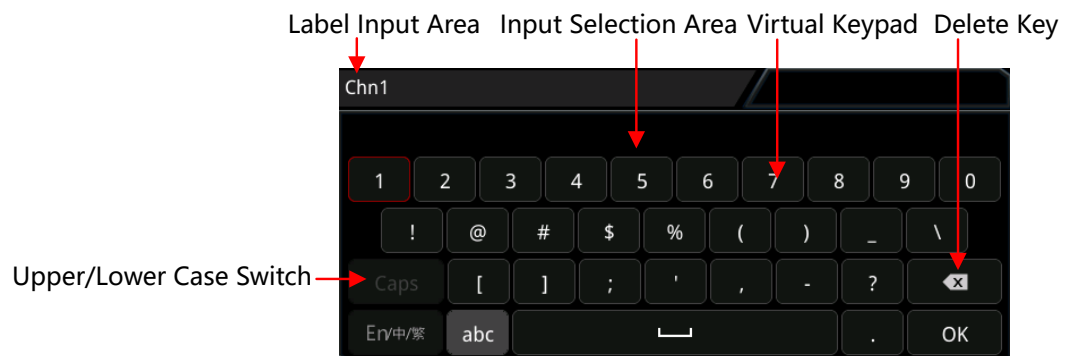 Label Input Area Input Selection Area Virtual Keypad Delete Key
Chn1
1 2 3 4 5 6 7 8 9 0
! @ # $ % ( ) _ \
Upper/Lower Case Switch Caps [ ] ; ' , - ?
En/中/繁 abc . OK